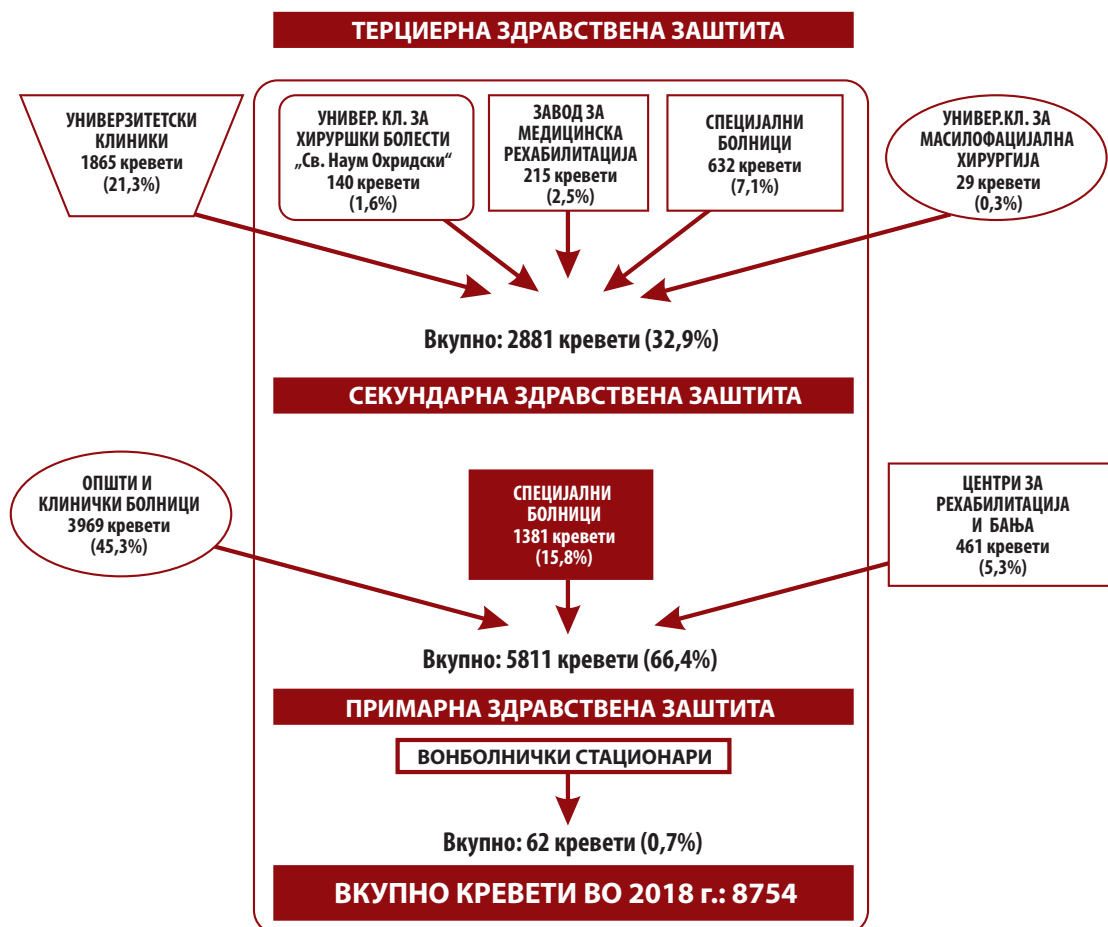 ТЕРЦИЕРНА ЗДРАВСТВЕНА ЗАШТИТА
УНИВЕРЗИТЕТСКИ
КЛИНИКИ
1865 кревети
(21,3%)
УНИВЕР. КЛ. ЗА
ХИРУРШКИ БОЛЕСТИ
„Св. Наум Охридски“
140 кревети
(1,6%)
ЗАВОД ЗА
МЕДИЦИНСКА
РЕХАБИЛИТАЦИЈА
215 кревети
(2,5%)
СПЕЦИЈАЛНИ
БОЛНИЦИ
632 кревети
(7,1%)
УНИВЕР.КЛ. ЗА
МАСИЛОФАЦИЈАЛНА
ХИРУРГИЈА
29 кревети
(0,3%)
Вкупно: 2881 кревети (32,9%)
СЕКУНДАРНА ЗДРАВСТВЕНА ЗАШТИТА
ОПШТИ И
КЛИНИЧКИ БОЛНИЦИ
3969 кревети
(45,3%)
СПЕЦИЈАЛНИ
БОЛНИЦИ
1381 кревети
(15,8%)
ЦЕНТРИ ЗА
РЕХАБИЛИТАЦИЈА
И БАЊА
461 кревети
(5,3%)
Вкупно: 5811 кревети (66,4%)
ПРИМАРНА ЗДРАВСТВЕНА ЗАШТИТА
ВОНБОЛНИЧКИ СТАЦИОНАРИ
Вкупно: 62 кревети (0,7%)
ВКУПНО КРЕВЕТИ ВО 2018 г.: 8754